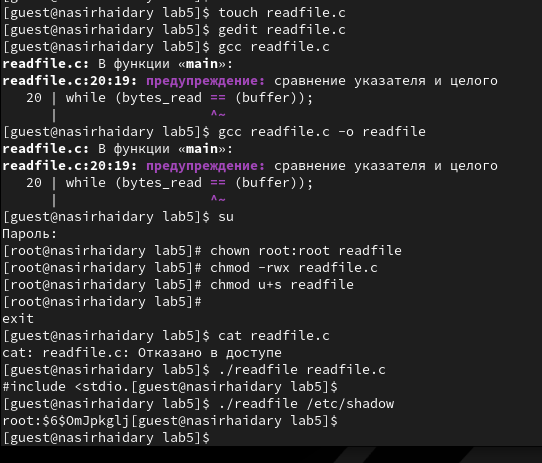 [guest@nasirhaidary lab5]$ touch readfile.c
[guest@nasirhaidary lab5]$ gedit readfile.c
[guest@nasirhaidary lab5]$ gcc readfile.c
readfile.c: В функции «main»:
readfile.c:20:19: предупреждение: сравнение указателя и целого
20 | while (bytes_read == (buffer));
| ^~
[guest@nasirhaidary lab5]$ gcc readfile.c -o readfile
readfile.c: В функции «main»:
readfile.c:20:19: предупреждение: сравнение указателя и целого
20 | while (bytes_read == (buffer));
| ^~
[guest@nasirhaidary lab5]$ su
Пароль:
[root@nasirhaidary lab5]# chown root:root readfile
[root@nasirhaidary lab5]# chmod -rwx readfile.c
[root@nasirhaidary lab5]# chmod u+s readfile
[root@nasirhaidary lab5]#
exit
[guest@nasirhaidary lab5]$ cat readfile.c
cat: readfile.c: Отказано в доступе
[guest@nasirhaidary lab5]$ ./readfile readfile.c
#include <stdio.[guest@nasirhaidary lab5]$
[guest@nasirhaidary lab5]$ ./readfile /etc/shadow
root:$6$OmJpkglj[guest@nasirhaidary lab5]$
[guest@nasirhaidary lab5]$